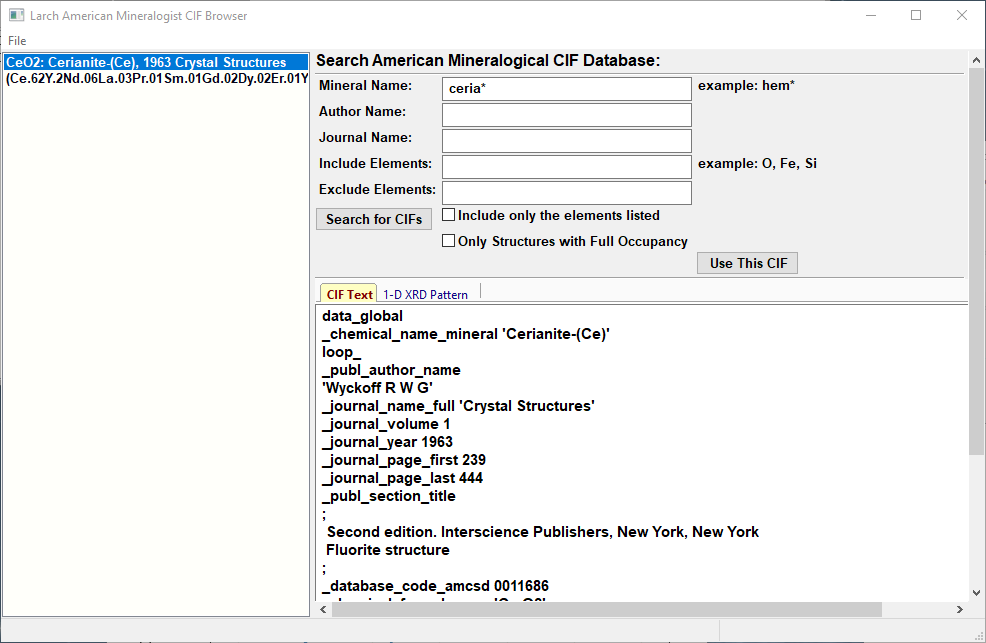 Larch American Mineralogist CIF Browser
File
CeO2: Cerianite-(Ce), 1963 Crystal Structures
(Ce.62Y.2Nd.06La.03Pr.01Sm.01Gd.02Dy.02Er.01Y
Search American Mineralogical CIF Database:
Mineral Name: ceria* example: hem*
Author Name:
Journal Name:
Include Elements: example: O, Fe, Si
Exclude Elements:
Search for CIFs Include only the elements listed
Only Structures with Full Occupancy
Use This CIF
CIF Text 1-D XRD Pattern
data_global
_chemical_name_mineral 'Cerianite-(Ce)'
loop_
_publ_author_name
'Wyckoff R W G'
_journal_name_full 'Crystal Structures'
_journal_volume 1
_journal_year 1963
_journal_page_first 239
_journal_page_last 444
_publ_section_title
;
Second edition. Interscience Publishers, New York, New York
Fluorite structure
;
_database_code_amcsd 0011686